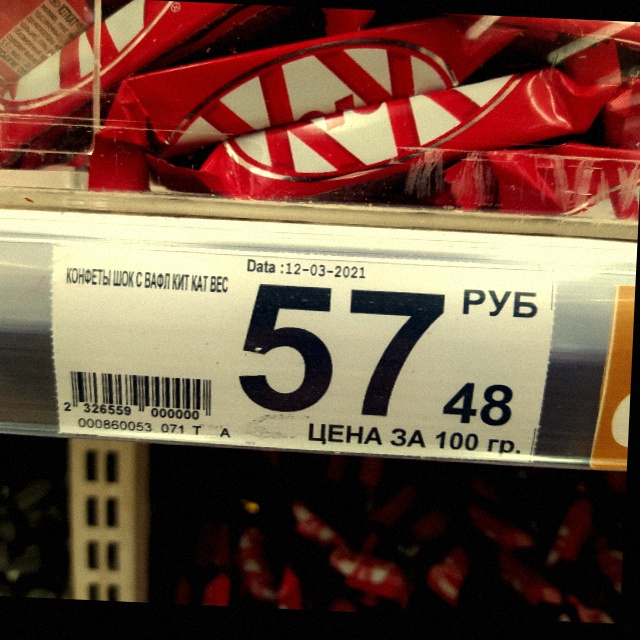 Data :12-03-2021
КОНФЕТЫ ШОК С ВАФЛ КИТ КАТ ВЕС
57 48 РУБ
2 326559 000000
000860053 071 Т А
ЦЕНА ЗА 100 гр.